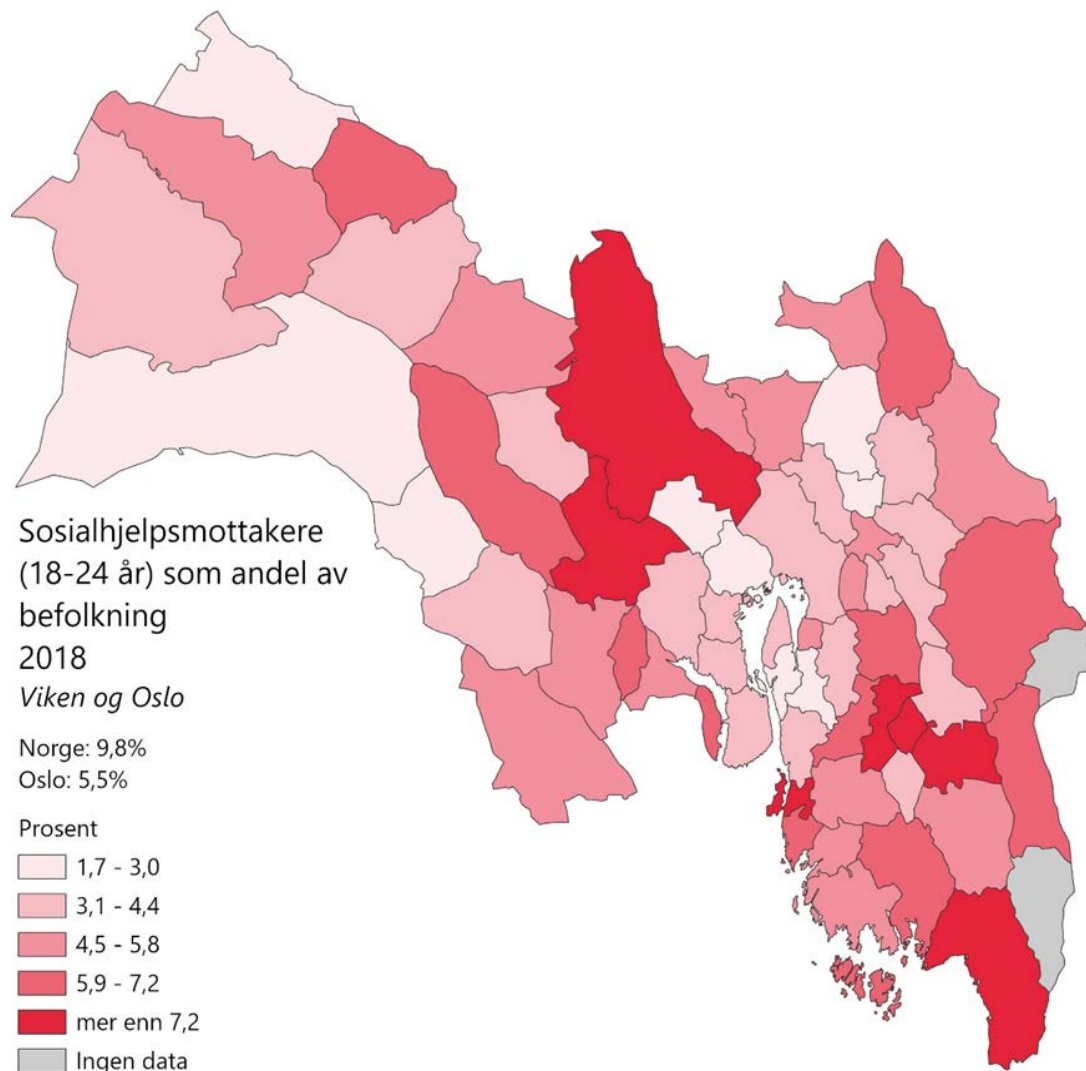 Sosialhjelpsmottakere
(18-24 år) som andel av
befolkning
2018
Viken og Oslo
Norge: 9,8%
Oslo: 5,5%
Prosent
1,7 - 3,0
3,1 - 4,4
4,5 - 5,8
5,9 - 7,2
mer enn 7,2
Ingen data